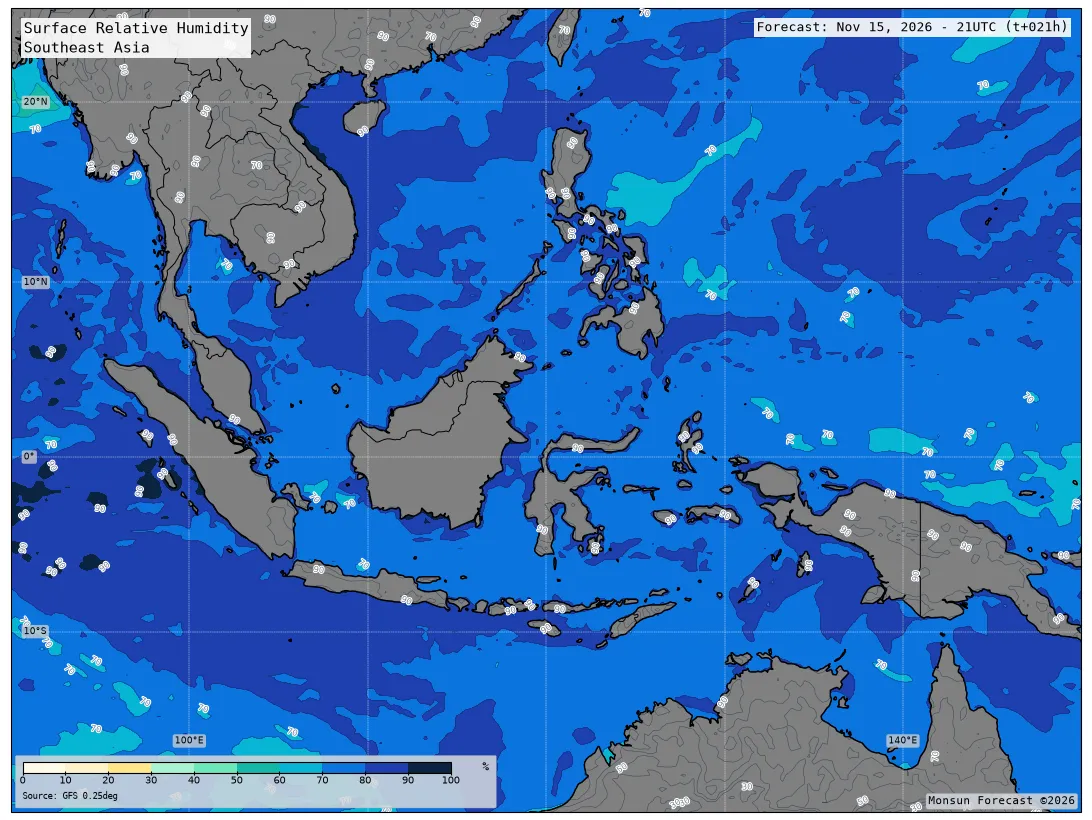 Surface Relative Humidity
Southeast Asia
Forecast: Nov 15, 2026 - 21UTC (t+021h)
20°N
10°N
0°
10°S
100°E
140°E
0 10 20 30 40 50 60 70 80 90 100
%
Source: GFS 0.25deg
Monsun Forecast ©2026